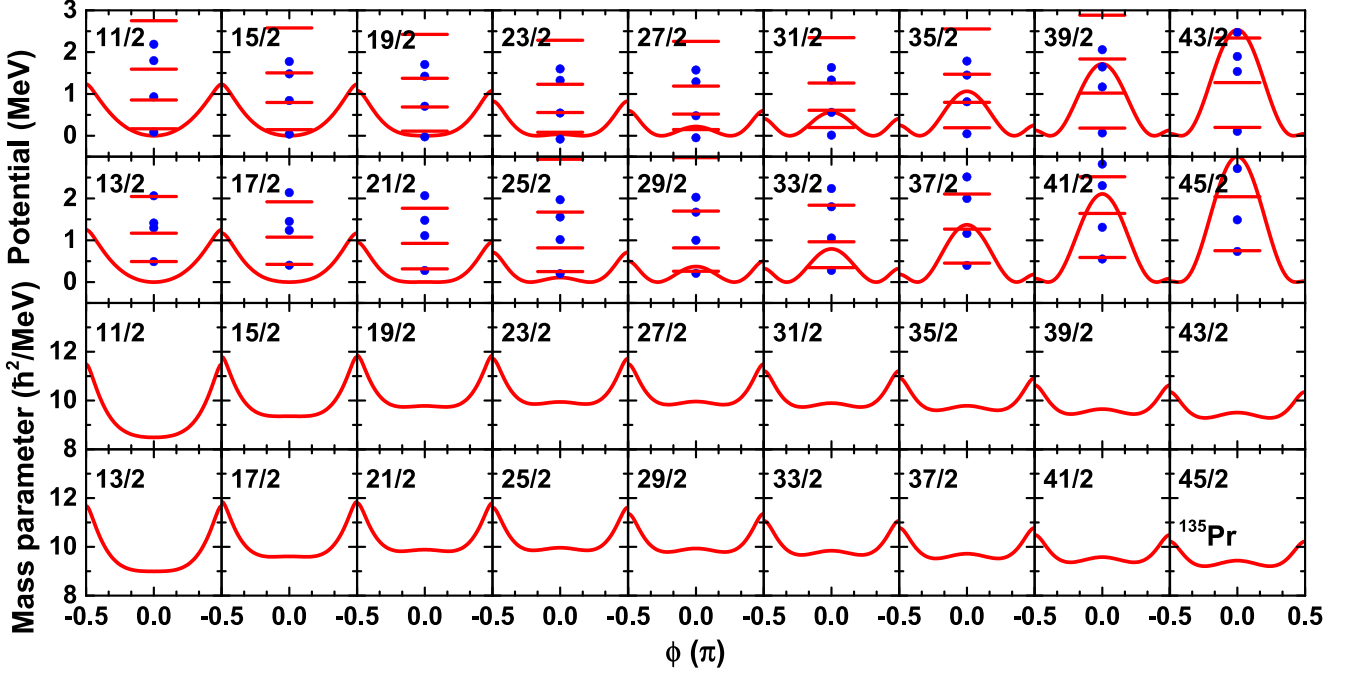 Potential (MeV)
Mass parameter (ħ²/MeV)
3
2
1
0
11/2 15/2 19/2 23/2 27/2 31/2 35/2 39/2 43/2
2
1
0
13/2 17/2 21/2 25/2 29/2 33/2 37/2 41/2 45/2
12
10
8
11/2 15/2 19/2 23/2 27/2 31/2 35/2 39/2 43/2
12
10
8
13/2 17/2 21/2 25/2 29/2 33/2 37/2 41/2 45/2
¹³⁵Pr
-0.5 0.0 -0.5 0.0 -0.5 0.0 -0.5 0.0 -0.5 0.0 -0.5 0.0 -0.5 0.0 -0.5 0.0 -0.5 0.0 0.5
ϕ (π)